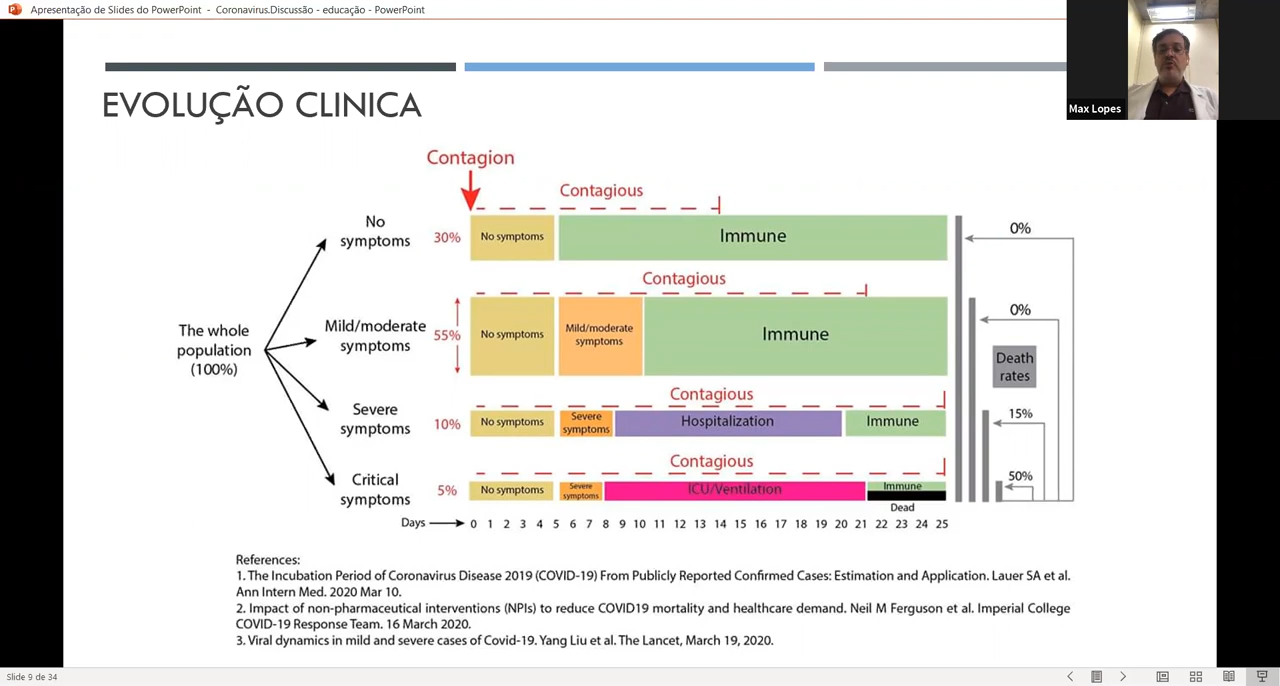 Apresentação de Slides do PowerPoint - Coronavirus.Discussão - educação - PowerPoint
Max Lopes
EVOLUÇÃO CLINICA
Contagion
Contagious
No
symptoms
30%
No symptoms
Immune
0%
Contagious
The whole
population
(100%)
Mild/moderate
symptoms
55%
No symptoms
Mild/moderate
symptoms
Immune
0%
Death
rates
Contagious
Severe
symptoms
10%
No symptoms
Severe
symptoms
Hospitalization
Immune
15%
Contagious
Critical
symptoms
5%
No symptoms
Severe
symptoms
ICU/Ventilation
Immune
Dead
50%
Days 0 1 2 3 4 5 6 7 8 9 10 11 12 13 14 15 16 17 18 19 20 21 22 23 24 25
References:
1. The Incubation Period of Coronavirus Disease 2019 (COVID-19) From Publicly Reported Confirmed Cases: Estimation and Application. Lauer SA et al.
Ann Intern Med. 2020 Mar 10.
2. Impact of non-pharmaceutical interventions (NPIs) to reduce COVID19 mortality and healthcare demand. Neil M Ferguson et al. Imperial College
COVID-19 Response Team. 16 March 2020.
3. Viral dynamics in mild and severe cases of Covid-19. Yang Liu et al. The Lancet, March 19, 2020.
Slide 9 de 34